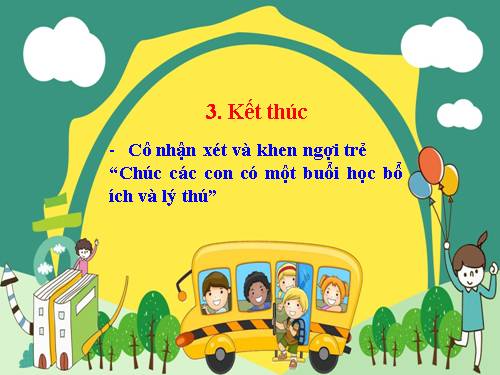 3. Kết thúc
- Cô nhận xét và khen ngợi trẻ
“Chúc các con có một buổi học bổ
ích và lý thú”